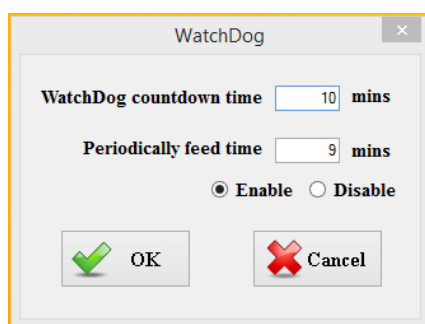 WatchDog
WatchDog countdown time 10 mins
Periodically feed time 9 mins
Enable Disable
OK Cancel